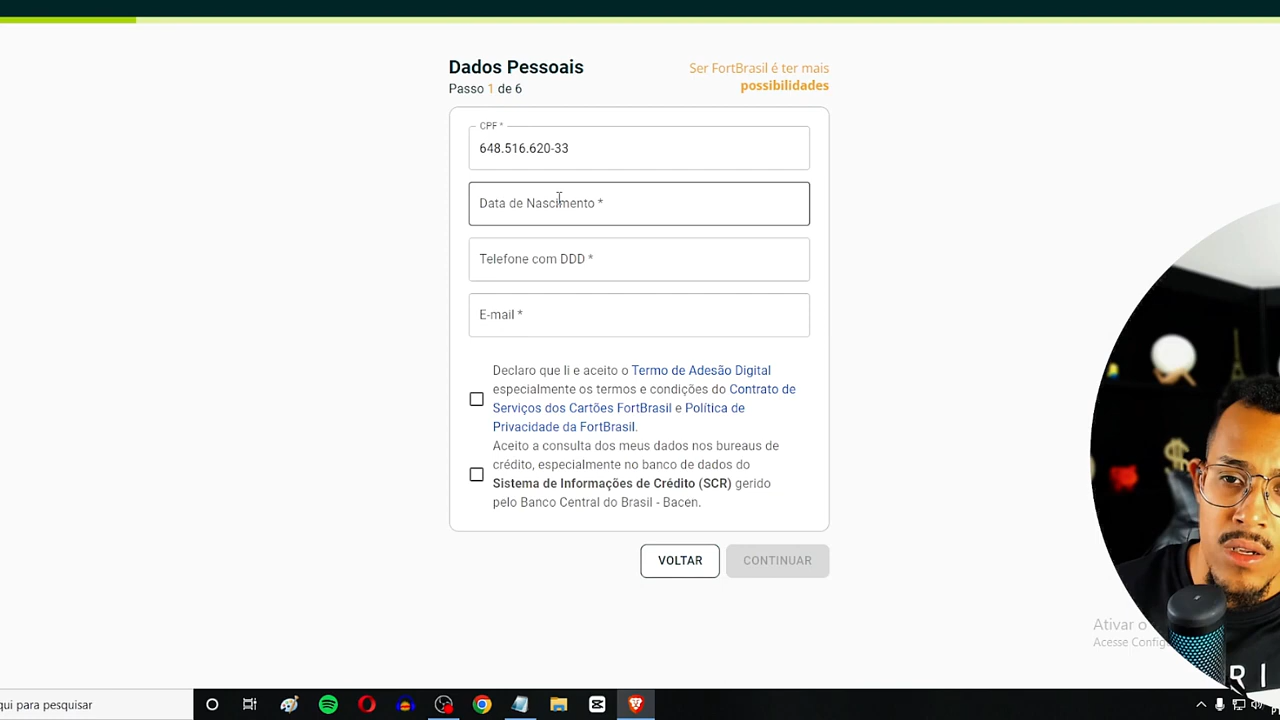 Dados Pessoais
Passo 1 de 6
Ser FortBrasil é ter mais
possibilidades
CPF *
648.516.620-33
Data de Nascimento *
Telefone com DDD *
E-mail *
Declaro que li e aceito o Termo de Adesão Digital
especialmente os termos e condições do Contrato de
Serviços dos Cartões FortBrasil e Política de
Privacidade da FortBrasil.
Aceito a consulta dos meus dados nos bureaus de
crédito, especialmente no banco de dados do
Sistema de Informações de Crédito (SCR) gerido
pelo Banco Central do Brasil - Bacen.
VOLTAR
CONTINUAR
Ativar o
Acesse Config
RI
qui para pesquisar